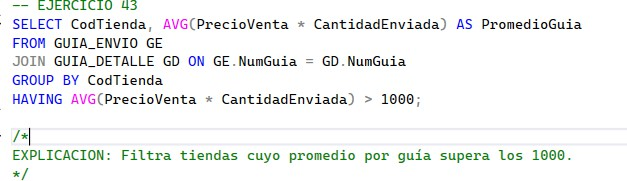 -- EJERCICIO 43
SELECT CodTienda, AVG(PrecioVenta * CantidadEnviada) AS PromedioGuia
FROM GUIA_ENVIO GE
JOIN GUIA_DETALLE GD ON GE.NumGuia = GD.NumGuia
GROUP BY CodTienda
HAVING AVG(PrecioVenta * CantidadEnviada) > 1000;
/*
EXPLICACION: Filtra tiendas cuyo promedio por guía supera los 1000.
*/